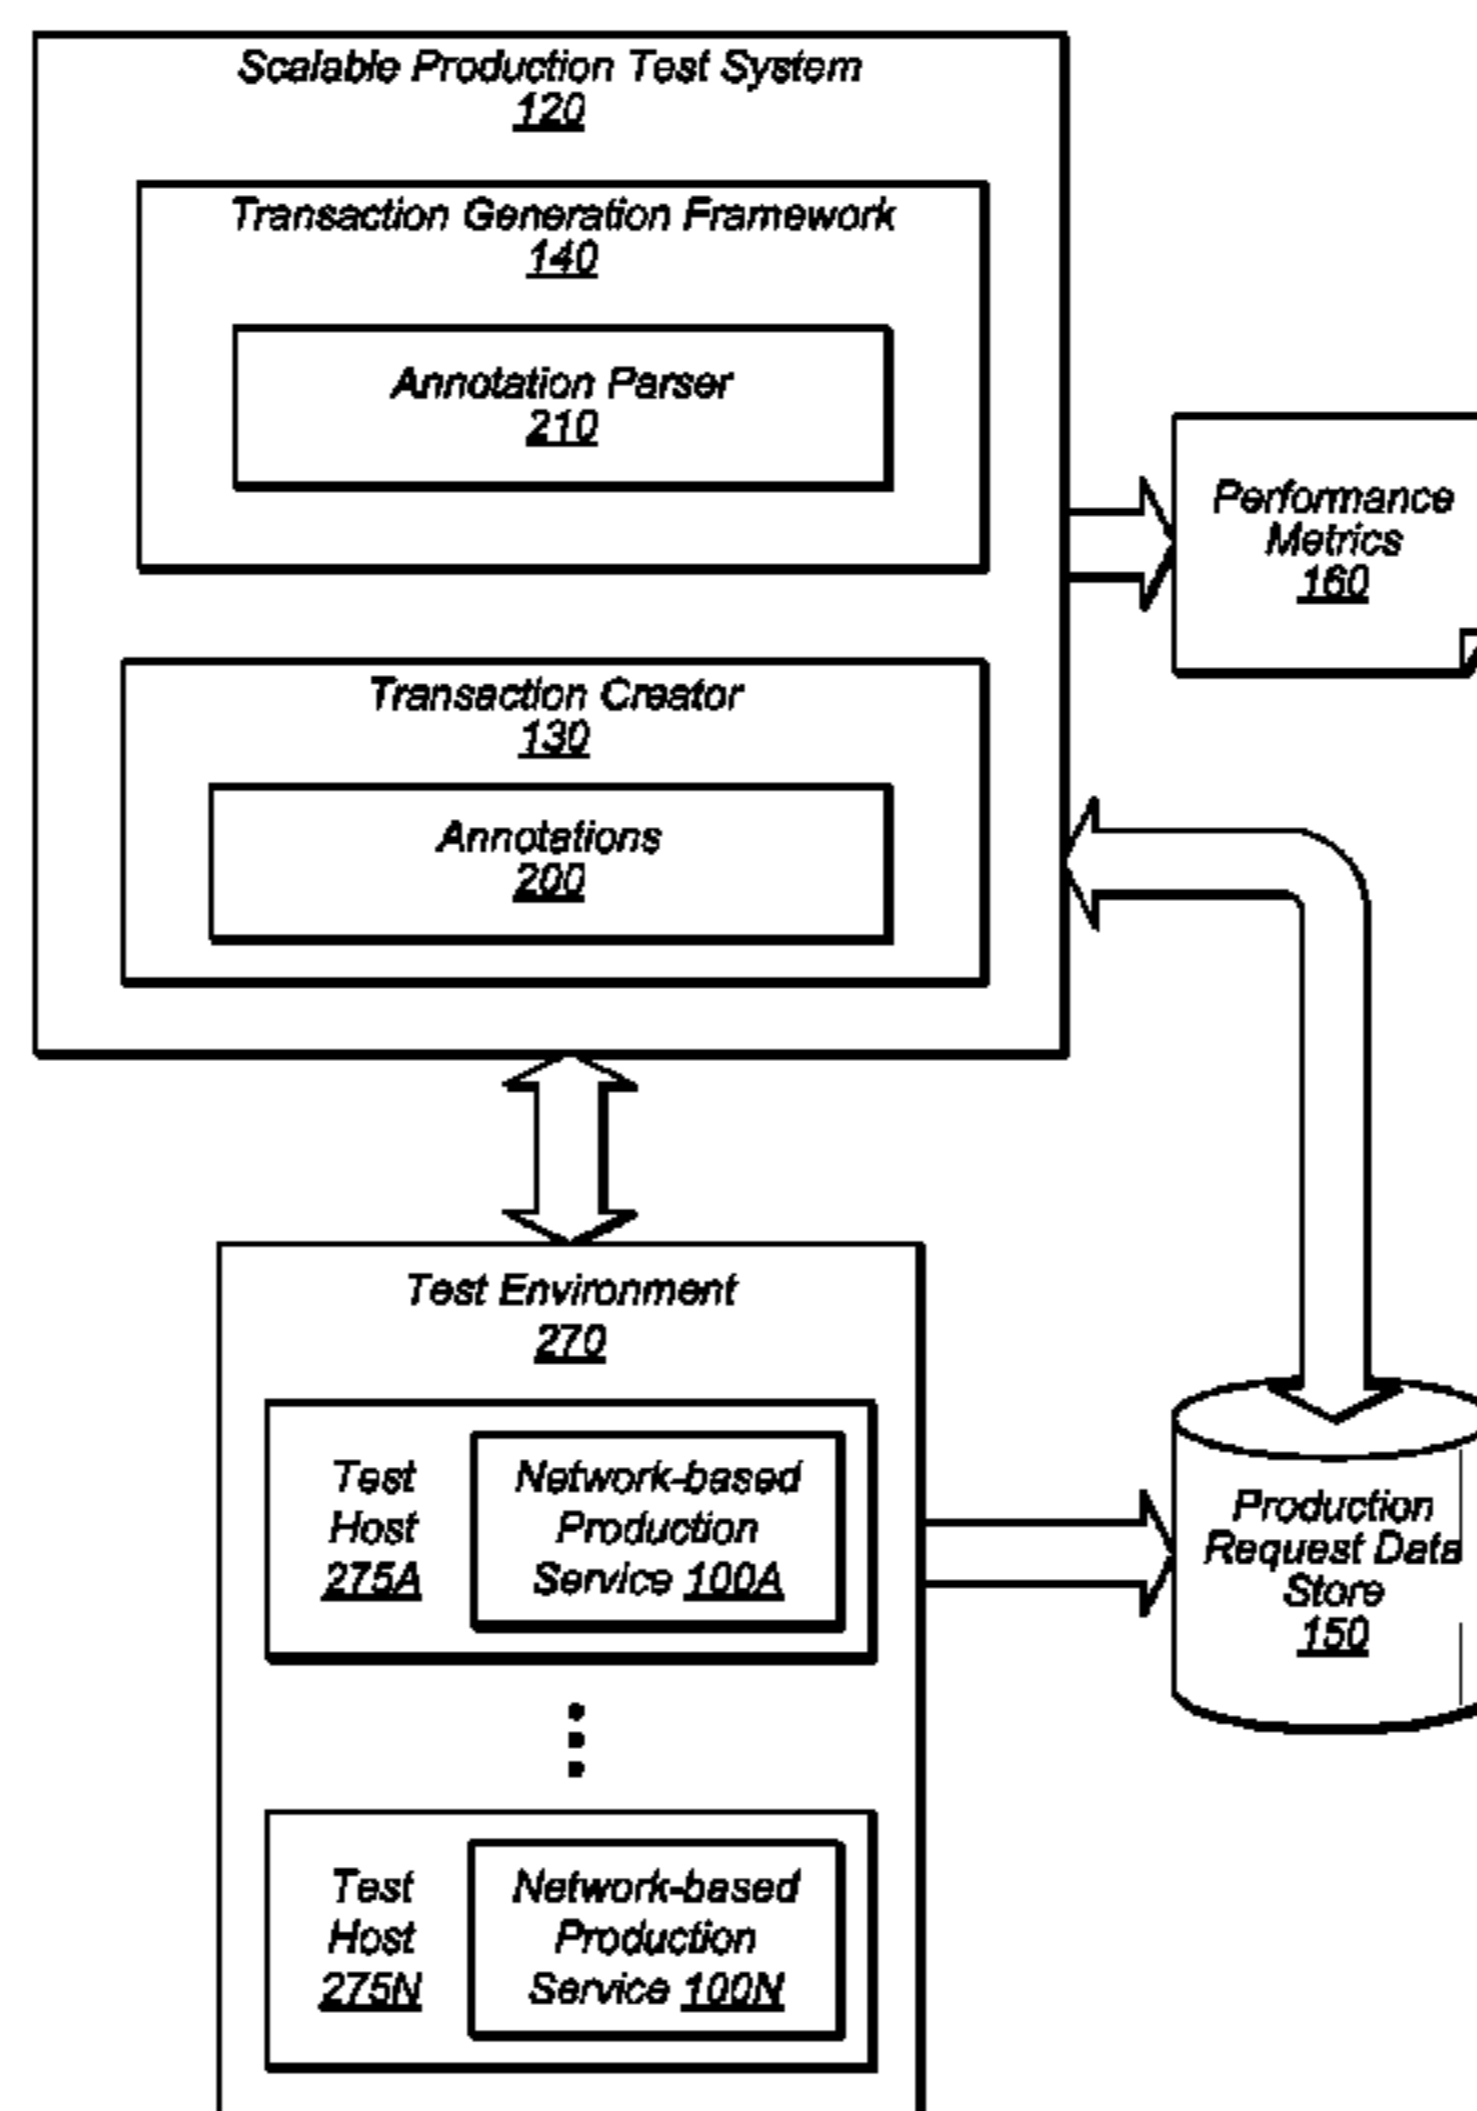 Scalable Production Test System
120
Transaction Generation Framework
140
Annotation Parser
210
Performance
Metrics
160
Transaction Creator
130
Annotations
200
Test Environment
270
Test
Host
275A
Network-based
Production
Service 100A
Production
Request Data
Store
150
Test
Host
275N
Network-based
Production
Service 100N